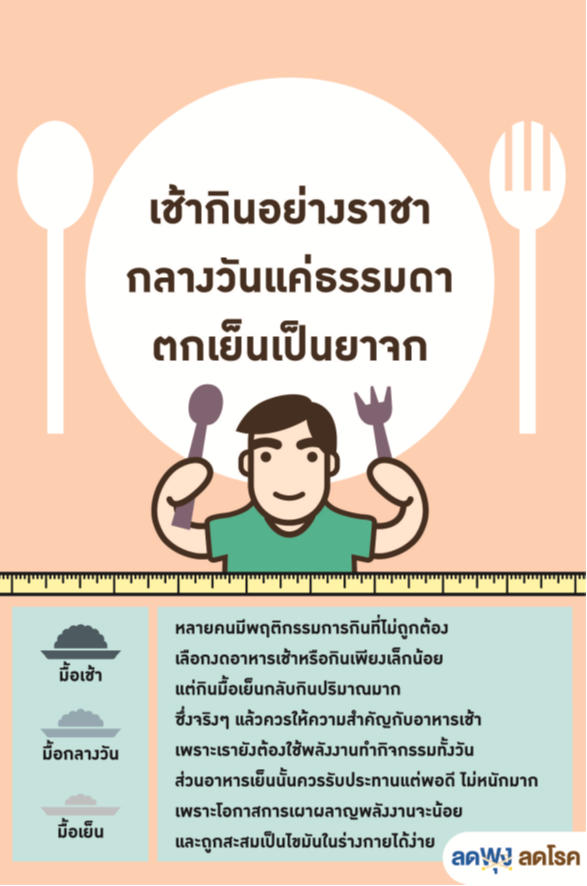 เช้ากินอย่างราชา
กลางวันแค่ธรรมดา
ตกเย็นเป็นยาจก
มื้อเช้า
มื้อกลางวัน
มื้อเย็น
หลายคนมีพฤติกรรมการกินที่ไม่ถูกต้อง
เลือกงดอาหารเช้าหรือกินเพียงเล็กน้อย
แต่กินมื้อเย็นกลับกินปริมาณมาก
ซึ่งจริงๆ แล้วควรให้ความสำคัญกับอาหารเช้า
เพราะเรายังต้องใช้พลังงานทำกิจกรรมทั้งวัน
ส่วนอาหารเย็นนั้นควรรับประทานแต่พอดี ไม่หนักมาก
เพราะโอกาสการเผาผลาญพลังงานจะน้อย
และถูกสะสมเป็นไขมันในร่างกายได้ง่าย
ลดพุง ลดโรค